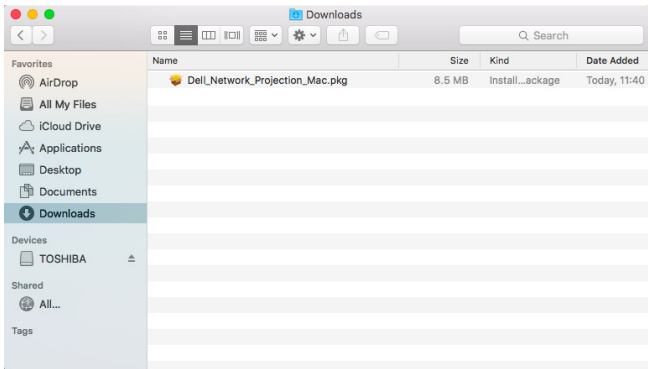 Downloads
Search
Favorites
AirDrop
All My Files
iCloud Drive
Applications
Desktop
Documents
Downloads
Devices
TOSHIBA
Shared
All...
Tags
Name Size Kind Date Added
Dell_Network_Projection_Mac.pkg 8.5 MB Install...ackage Today, 11:40